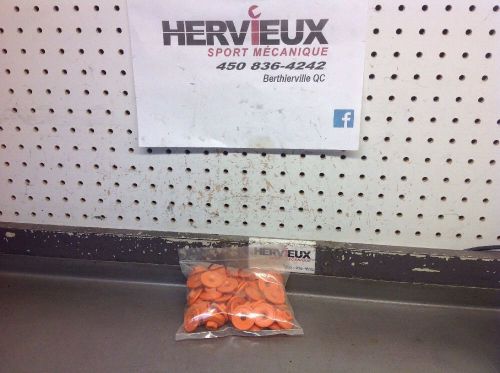 HERVIEUX
SPORT MÉCANIQUE
450 836-4242
Berthierville QC
f
HERVIEUX